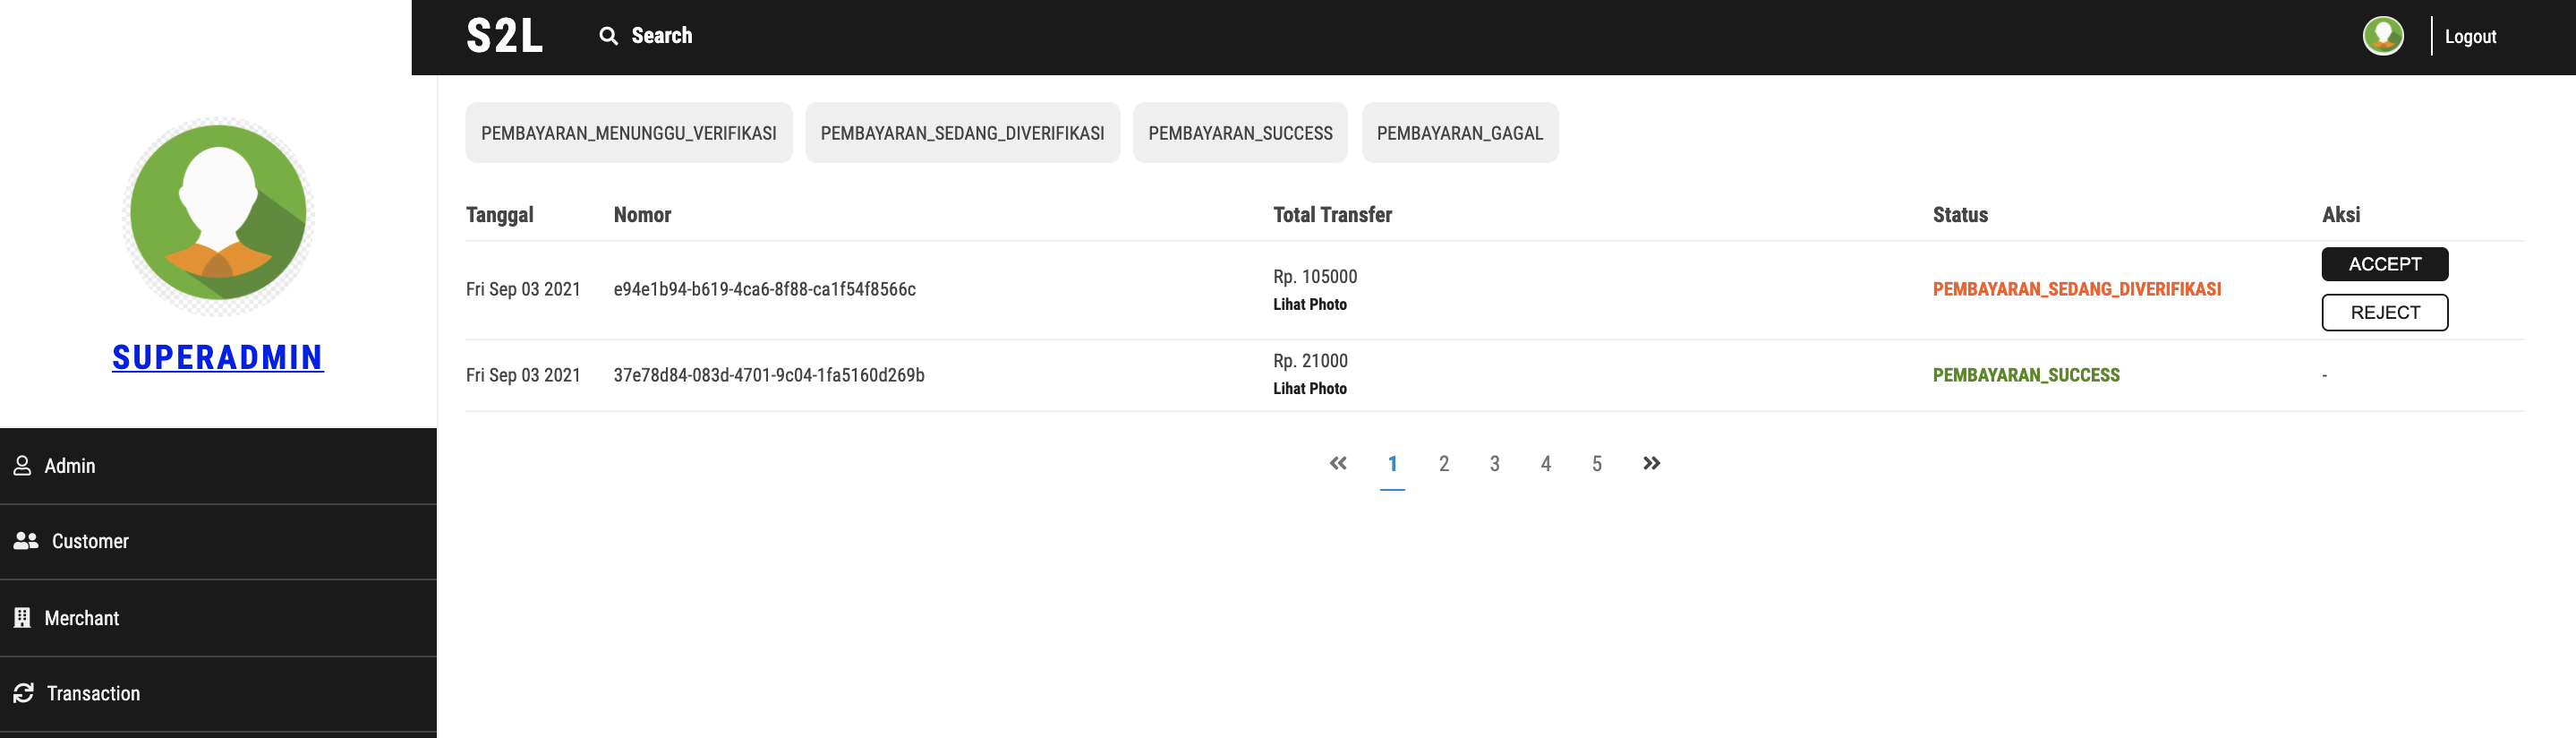 S2L
Search
Logout
SUPERADMIN
Admin
Customer
Merchant
Transaction
PEMBAYARAN_MENUNGGU_VERIFIKASI PEMBAYARAN_SEDANG_DIVERIFIKASI PEMBAYARAN_SUCCESS PEMBAYARAN_GAGAL
Tanggal Nomor Total Transfer Status Aksi
Fri Sep 03 2021 e94e1b94-b619-4ca6-8f88-ca1f54f8566c Rp. 105000 PEMBAYARAN_SEDANG_DIVERIFIKASI ACCEPT
Lihat Photo REJECT
Fri Sep 03 2021 37e78d84-083d-4701-9c04-1fa5160d269b Rp. 21000 PEMBAYARAN_SUCCESS -
Lihat Photo
« 1 2 3 4 5 »